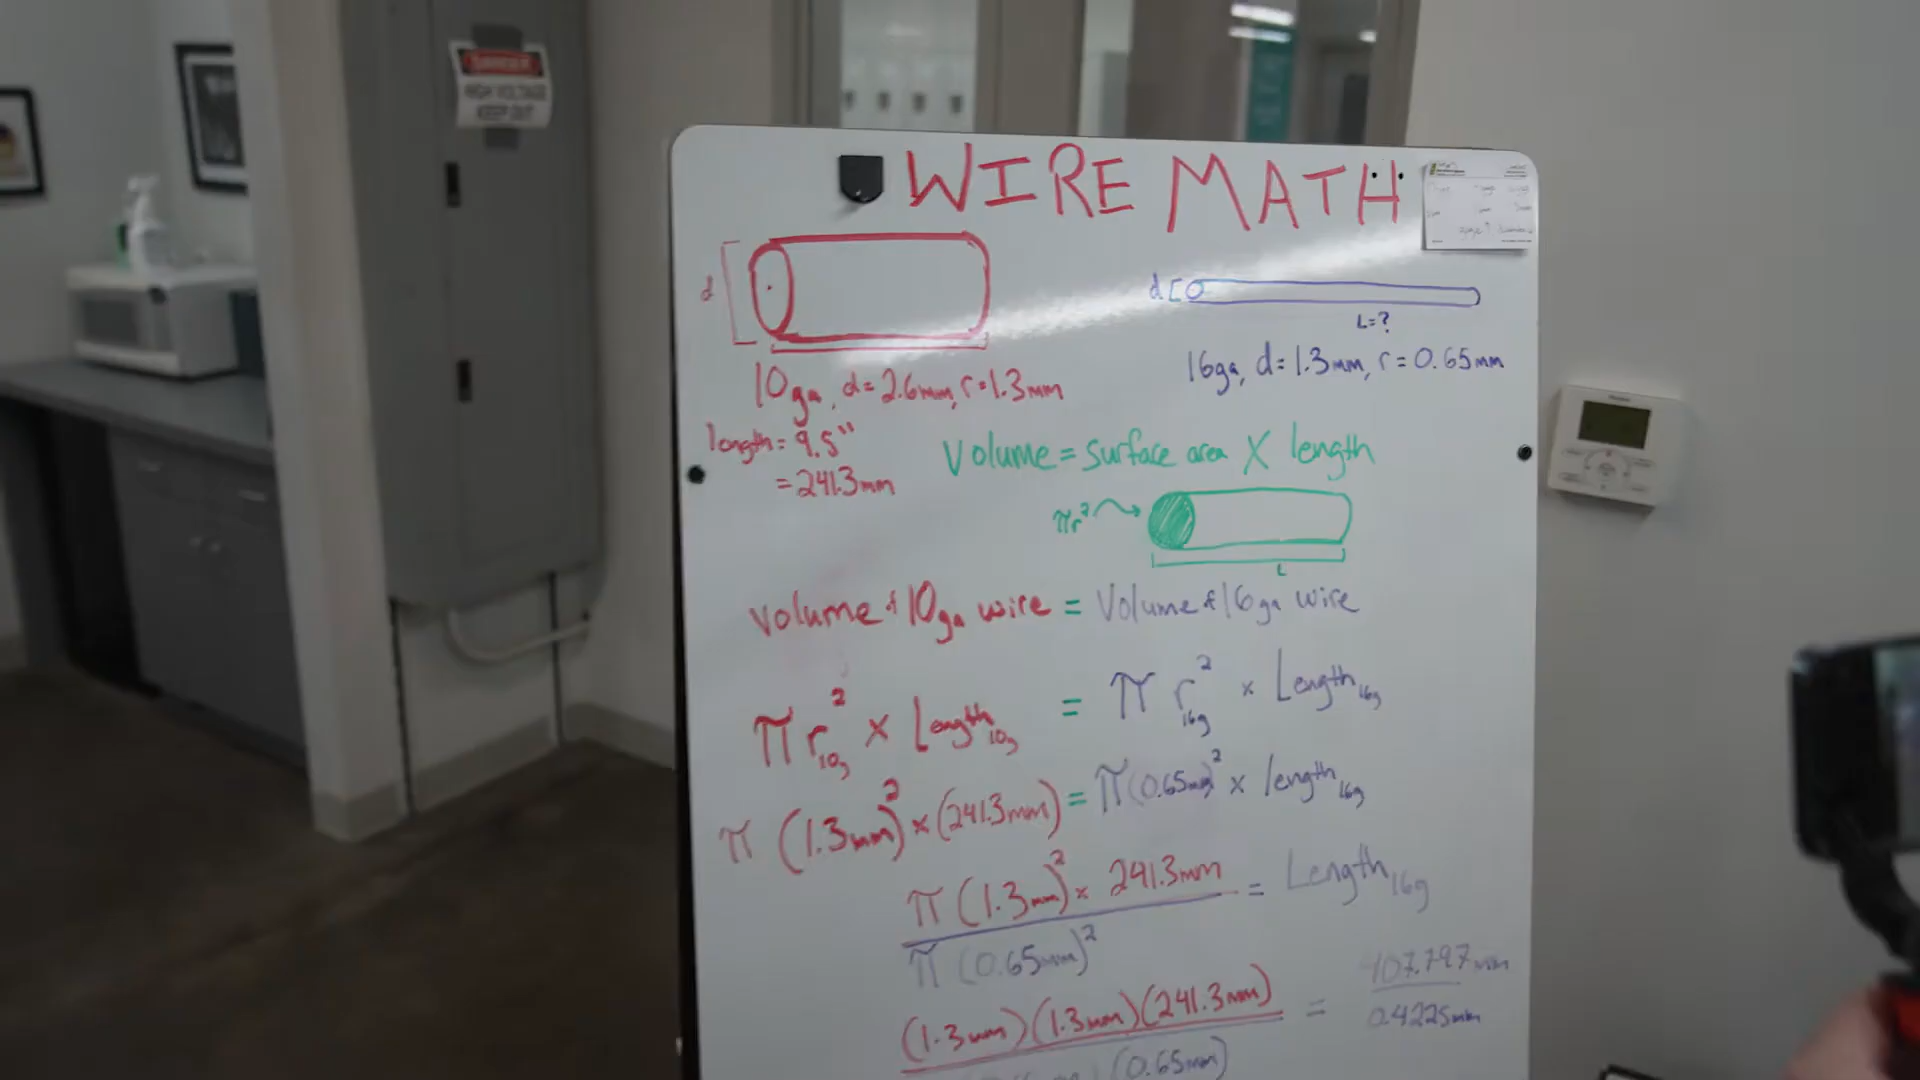 DANGER
HIGH VOLTAGE
KEEP OUT
WIRE MATH
d
d
L=?
10ga, d=2.6mm, r=1.3mm
16ga, d=1.3mm, r=0.65mm
length=9.5"
=241.3mm
Volume = surface area X length
πr²
L
volume of 10ga wire = Volume of 16ga wire
πr²₁₀g x Length₁₀g = πr²₁₆g x Length₁₆g
π(1.3mm)² x (241.3mm) = π(0.65mm)² x length₁₆g
π(1.3mm)² x 241.3mm = Length₁₆g
π(0.65mm)²
(1.3mm)(1.3mm)(241.3mm) = 407.797mm
(0.65mm) 0.4225mm